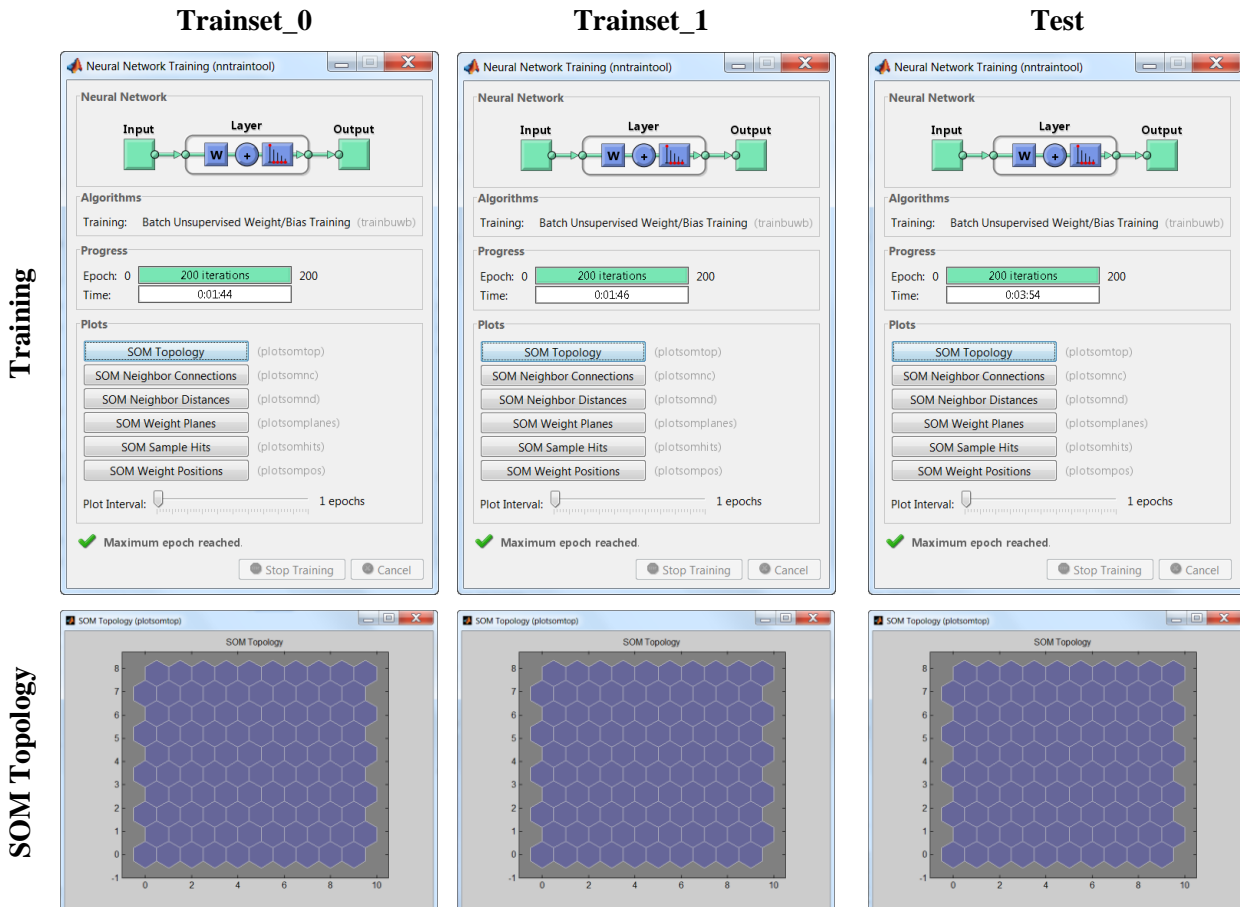 Trainset_0
Trainset_1
Test
Training
Neural Network Training (nntraintool)
Neural Network
Input
Layer
Output
W
+
Algorithms
Training: Batch Unsupervised Weight/Bias Training (trainbuwb)
Progress
Epoch: 0 200 iterations 200
Time: 0:01:44
Plots
SOM Topology (plotsomtop)
SOM Neighbor Connections (plotsomnc)
SOM Neighbor Distances (plotsomnd)
SOM Weight Planes (plotsomplanes)
SOM Sample Hits (plotsomhits)
SOM Weight Positions (plotsompos)
Plot Interval: 1 epochs
Maximum epoch reached.
Stop Training Cancel
Neural Network Training (nntraintool)
Neural Network
Input
Layer
Output
W
+
Algorithms
Training: Batch Unsupervised Weight/Bias Training (trainbuwb)
Progress
Epoch: 0 200 iterations 200
Time: 0:01:46
Plots
SOM Topology (plotsomtop)
SOM Neighbor Connections (plotsomnc)
SOM Neighbor Distances (plotsomnd)
SOM Weight Planes (plotsomplanes)
SOM Sample Hits (plotsomhits)
SOM Weight Positions (plotsompos)
Plot Interval: 1 epochs
Maximum epoch reached.
Stop Training Cancel
Neural Network Training (nntraintool)
Neural Network
Input
Layer
Output
W
+
Algorithms
Training: Batch Unsupervised Weight/Bias Training (trainbuwb)
Progress
Epoch: 0 200 iterations 200
Time: 0:03:54
Plots
SOM Topology (plotsomtop)
SOM Neighbor Connections (plotsomnc)
SOM Neighbor Distances (plotsomnd)
SOM Weight Planes (plotsomplanes)
SOM Sample Hits (plotsomhits)
SOM Weight Positions (plotsompos)
Plot Interval: 1 epochs
Maximum epoch reached.
Stop Training Cancel
SOM Topology
SOM Topology (plotsomtop)
SOM Topology
8
7
6
5
4
3
2
1
0
-1
0 2 4 6 8 10
SOM Topology (plotsomtop)
SOM Topology
8
7
6
5
4
3
2
1
0
-1
0 2 4 6 8 10
SOM Topology (plotsomtop)
SOM Topology
8
7
6
5
4
3
2
1
0
-1
0 2 4 6 8 10